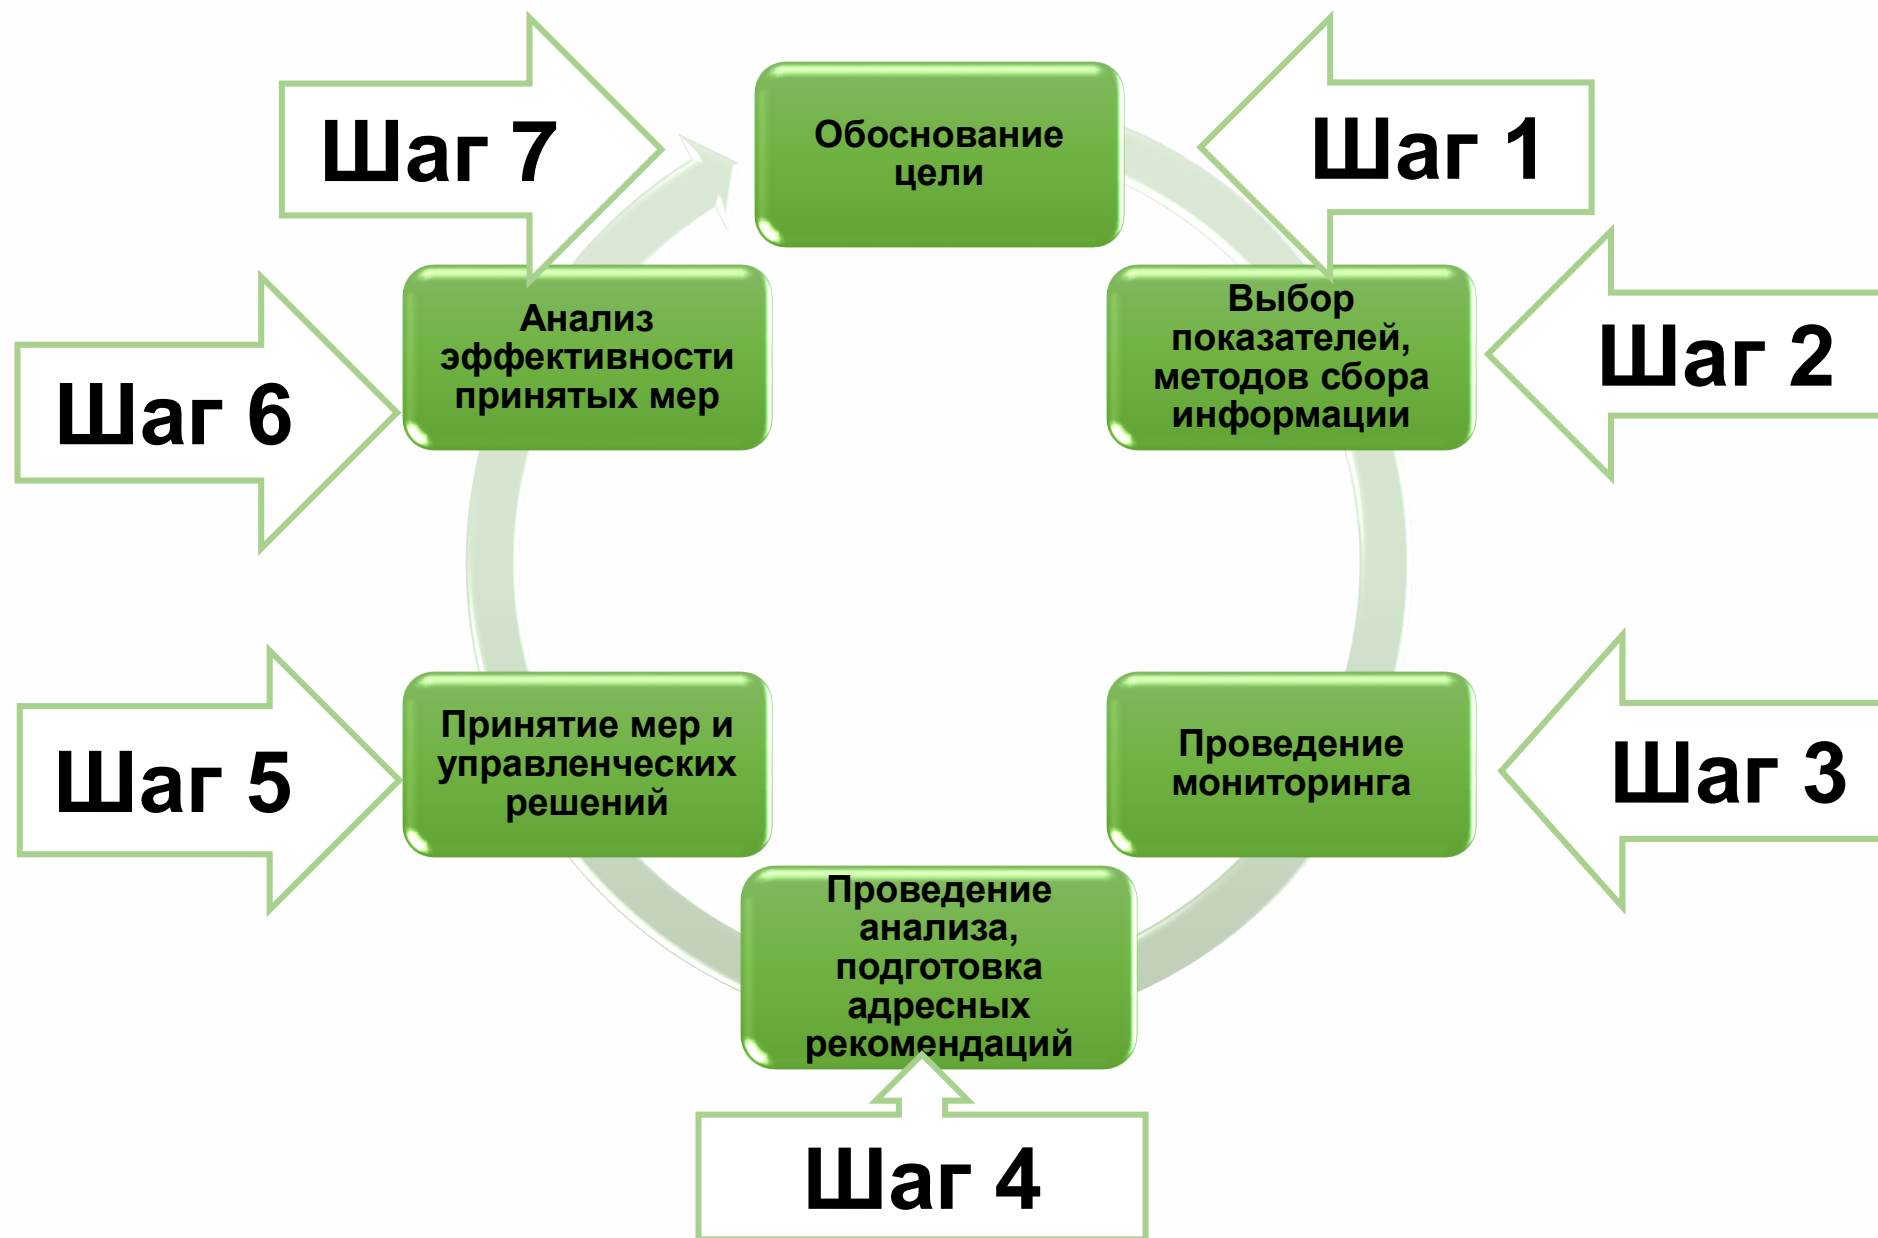 Шаг 7
Обоснование
цели
Шаг 1
Анализ
эффективности
принятых мер
Выбор
показателей,
методов сбора
информации
Шаг 2
Шаг 6
Шаг 5
Принятие мер и
управленческих
решений
Проведение
мониторинга
Шаг 3
Проведение
анализа,
подготовка
адресных
рекомендаций
Шаг 4